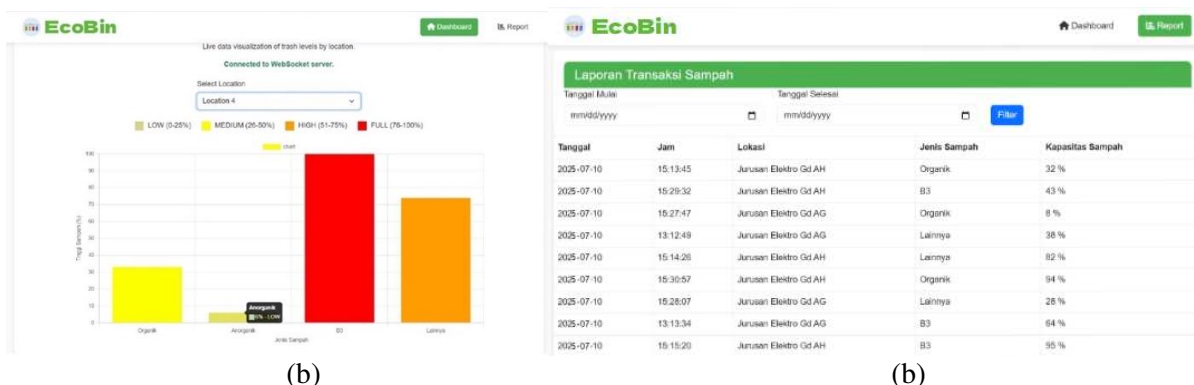 EcoBin
Dashboard
Report
Live data visualization of trash levels by location.
Connected to WebSocket server.
Select Location
Location 4
LOW (0-25%) MEDIUM (26-50%) HIGH (51-75%) FULL (76-100%)
chart
100
90
80
70
60
50
40
30
20
10
0
Tinggi Sampah (%)
Anorganik
6% - LOW
Organik Anorganik B3 Lainnya
Jenis Sampah
(b)
EcoBin
Dashboard
Report
Laporan Transaksi Sampah
Tanggal Mulai Tanggal Selesai
mm/dd/yyyy mm/dd/yyyy Filter
Tanggal Jam Lokasi Jenis Sampah Kapasitas Sampah
2025-07-10 15:13:45 Jurusan Elektro Gd AH Organik 32 %
2025-07-10 15:29:32 Jurusan Elektro Gd AH B3 43 %
2025-07-10 15:27:47 Jurusan Elektro Gd AG Organik 8 %
2025-07-10 13:12:49 Jurusan Elektro Gd AG Lainnya 38 %
2025-07-10 15:14:26 Jurusan Elektro Gd AH Lainnya 82 %
2025-07-10 15:30:57 Jurusan Elektro Gd AH Organik 94 %
2025-07-10 15:28:07 Jurusan Elektro Gd AG Lainnya 28 %
2025-07-10 13:13:34 Jurusan Elektro Gd AG B3 64 %
2025-07-10 15:15:20 Jurusan Elektro Gd AH B3 95 %
(b)